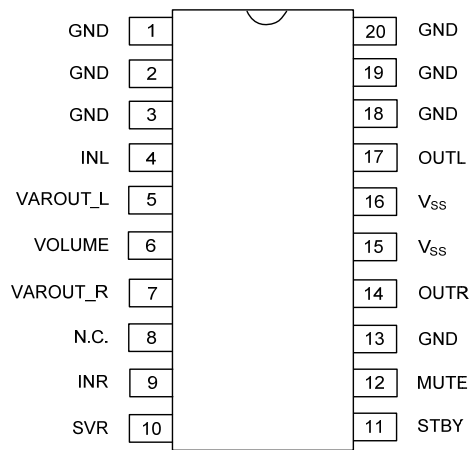 GND 1 20 GND
GND 2 19 GND
GND 3 18 GND
INL 4 17 OUTL
VAROUT_L 5 16 VSS
VOLUME 6 15 VSS
VAROUT_R 7 14 OUTR
N.C. 8 13 GND
INR 9 12 MUTE
SVR 10 11 STBY